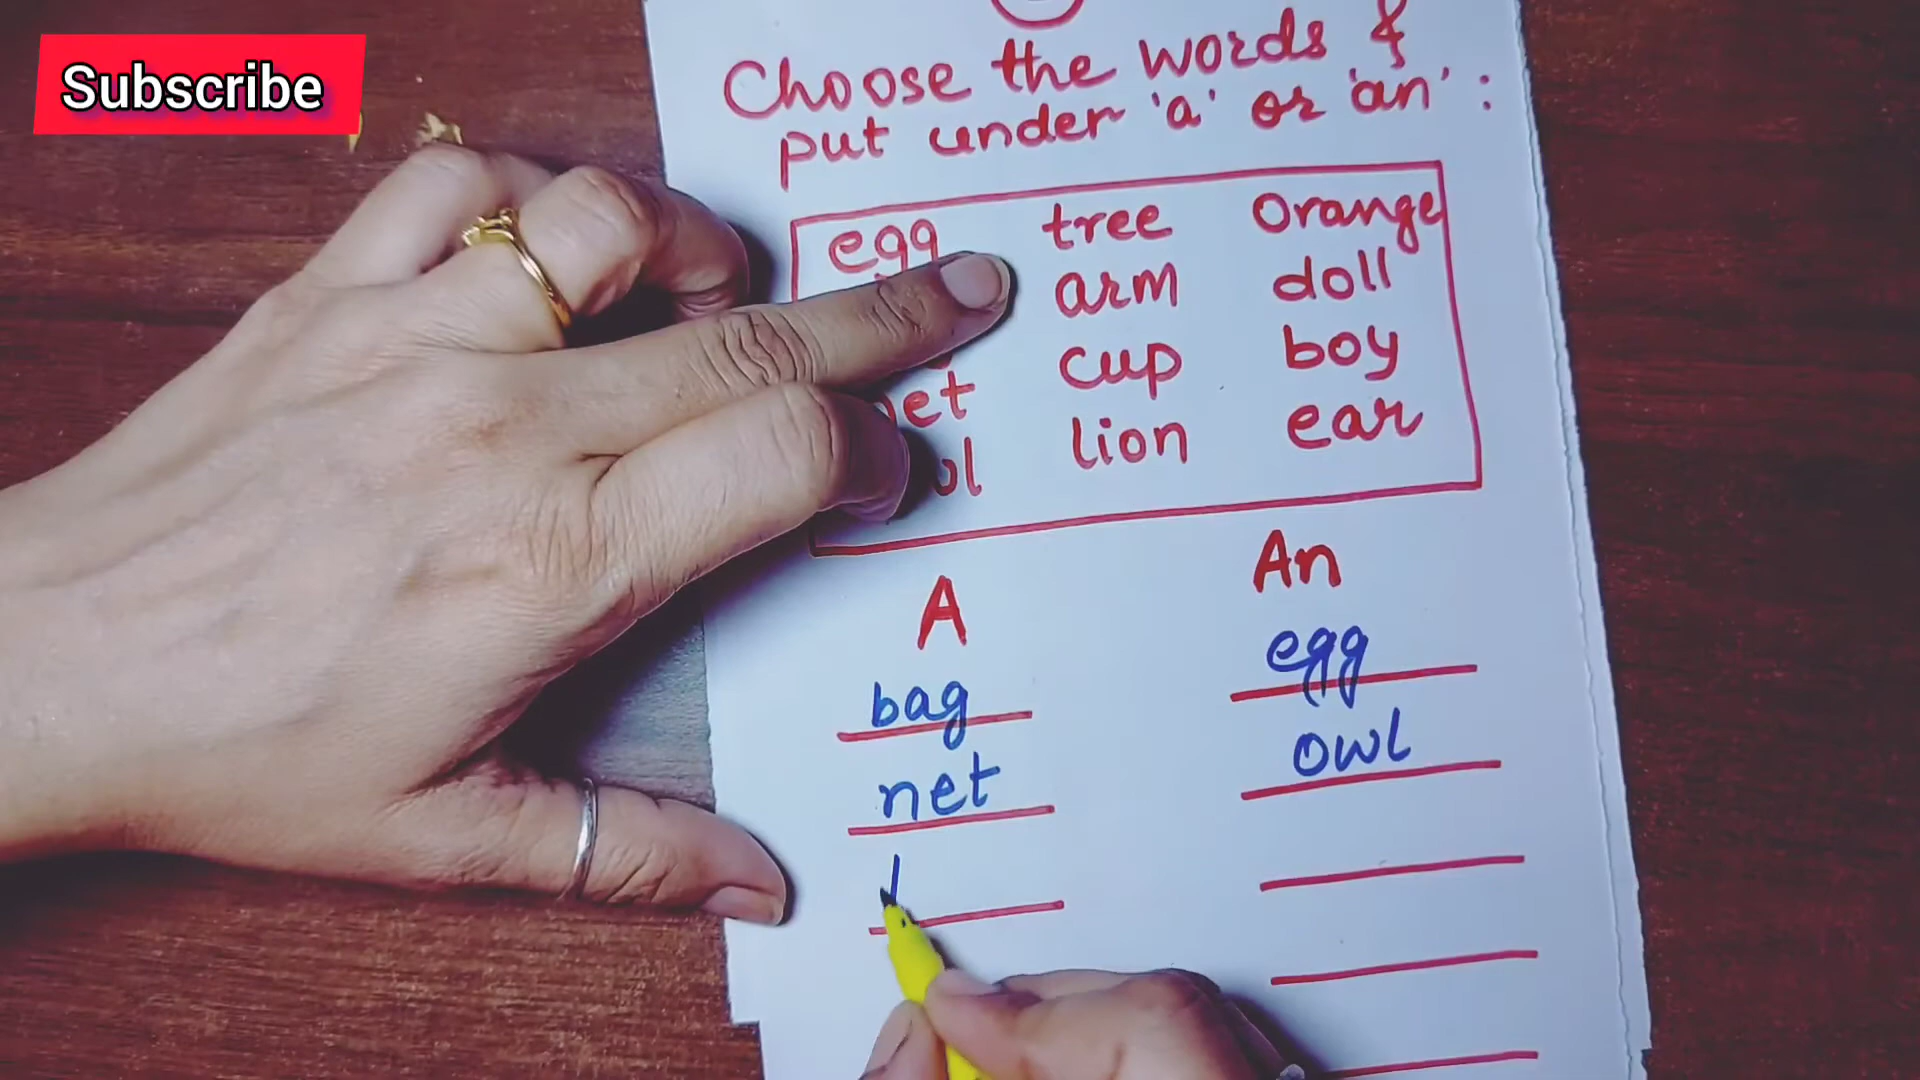 Subscribe
Choose the words &
put under 'a' or 'an' :
egg tree Orange
arm doll
cup boy
lion ear
A An
bag egg
net owl